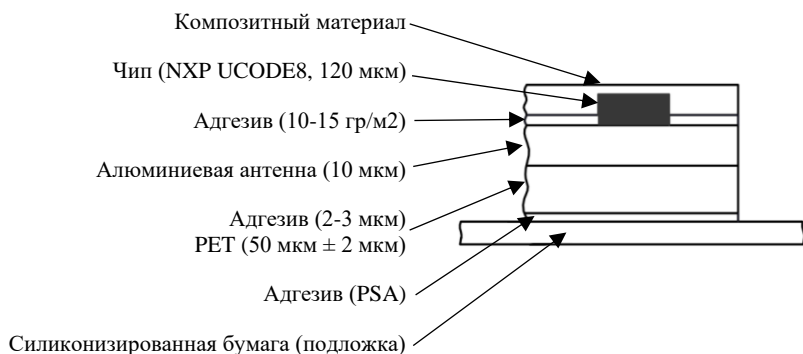 Композитный материал
Чип (NXP UCODE8, 120 мкм)
Адгезив (10-15 гр/м2)
Алюминиевая антенна (10 мкм)
Адгезив (2-3 мкм)
PET (50 мкм ± 2 мкм)
Адгезив (PSA)
Силиконизированная бумага (подложка)